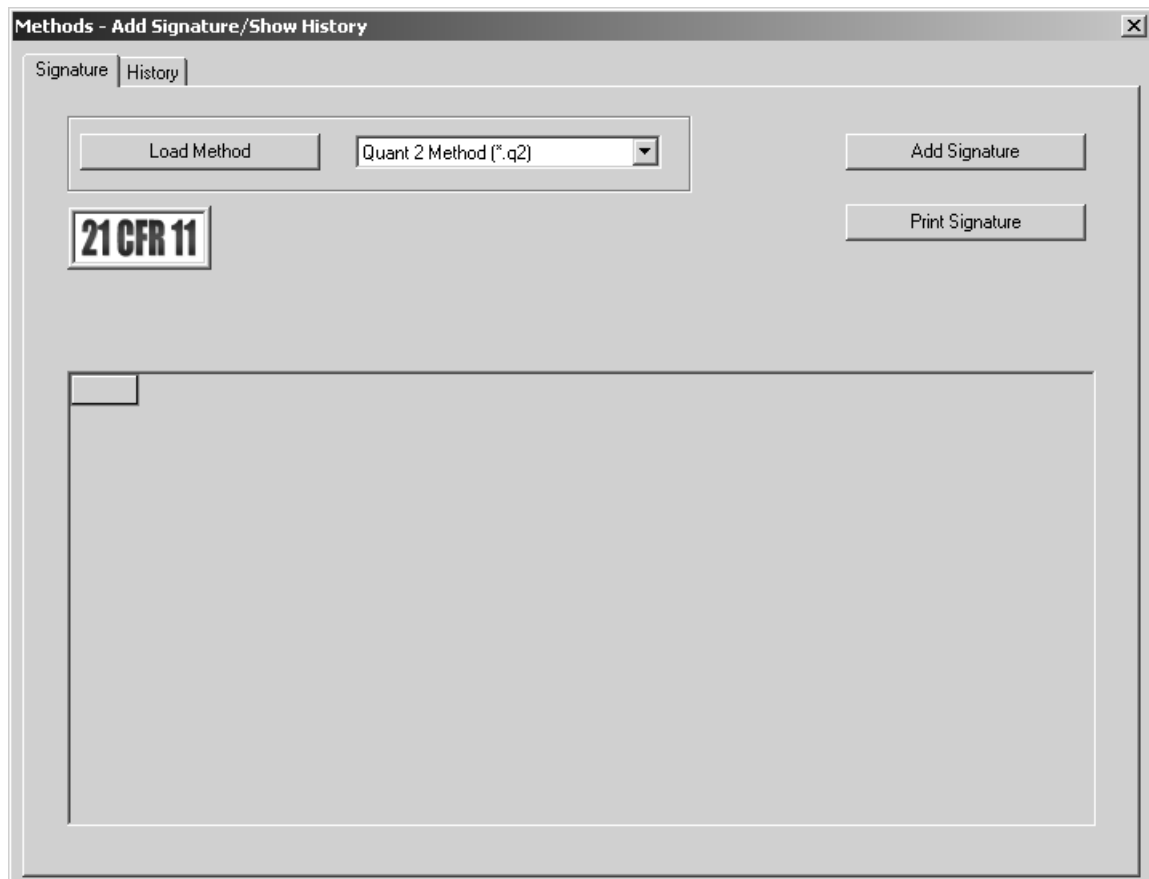 Methods - Add Signature/Show History
Signature History
Load Method Quant 2 Method (*.q2) Add Signature
21 CFR 11 Print Signature